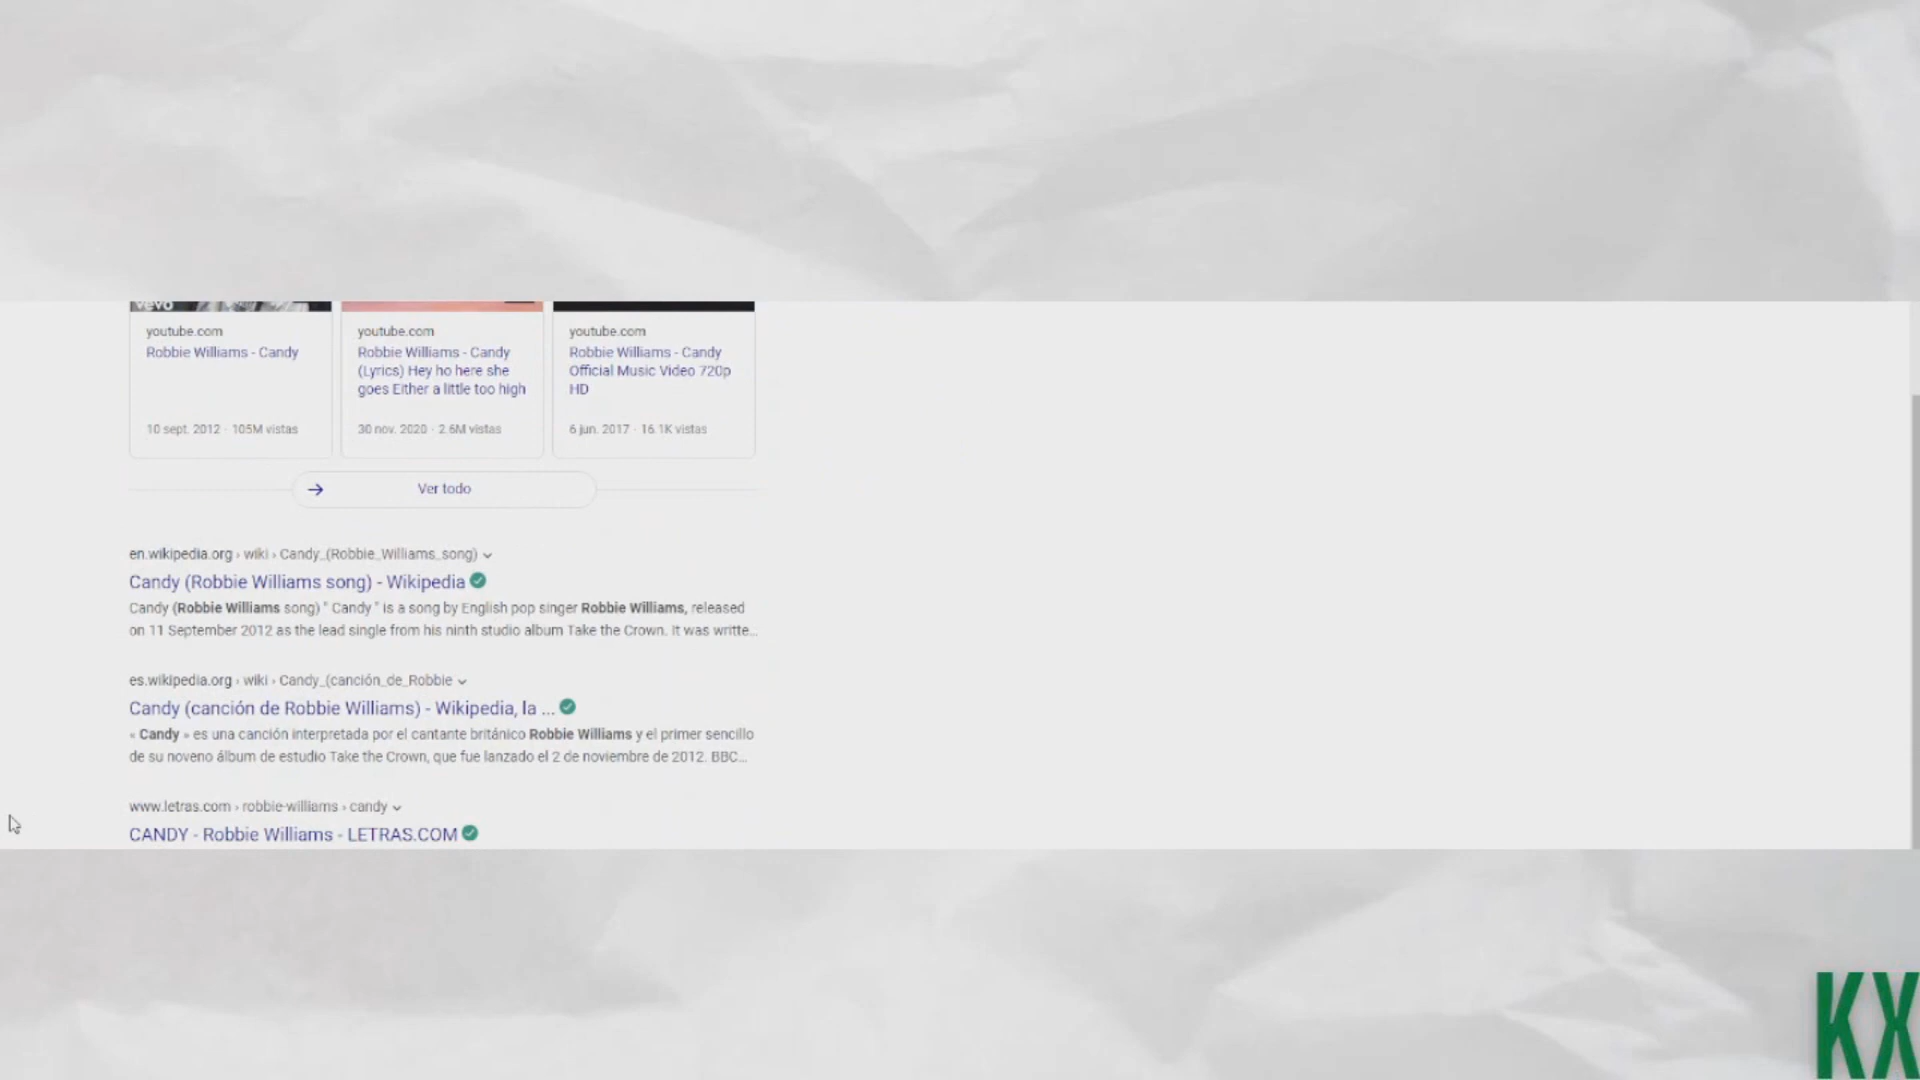 vevo
youtube.com
Robbie Williams - Candy
10 sept. 2012 · 105M vistas
youtube.com
Robbie Williams - Candy
(Lyrics) Hey ho here she
goes Either a little too high
30 nov. 2020 · 2.6M vistas
youtube.com
Robbie Williams - Candy
Official Music Video 720p
HD
6 jun. 2017 · 16.1K vistas
Ver todo
en.wikipedia.org › wiki › Candy_(Robbie_Williams_song)
Candy (Robbie Williams song) - Wikipedia
Candy (Robbie Williams song) " Candy " is a song by English pop singer Robbie Williams, released
on 11 September 2012 as the lead single from his ninth studio album Take the Crown. It was writte...
es.wikipedia.org › wiki › Candy_(canción_de_Robbie
Candy (canción de Robbie Williams) - Wikipedia, la ...
« Candy » es una canción interpretada por el cantante británico Robbie Williams y el primer sencillo
de su noveno álbum de estudio Take the Crown, que fue lanzado el 2 de noviembre de 2012. BBC...
www.letras.com › robbie-williams › candy
CANDY - Robbie Williams - LETRAS.COM
KX